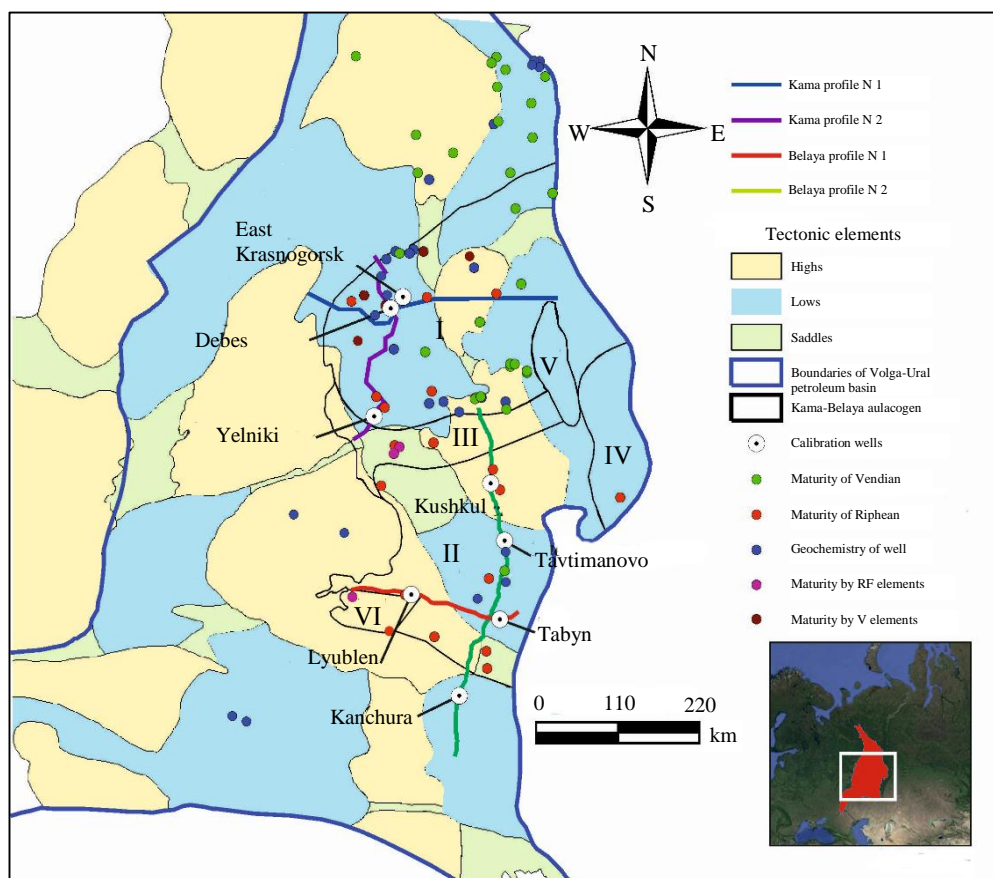 N
W
E
S
Kama profile N 1
Kama profile N 2
Belaya profile N 1
Belaya profile N 2
Tectonic elements
Highs
Lows
Saddles
Boundaries of Volga-Ural
petroleum basin
Kama-Belaya aulacogen
Calibration wells
Maturity of Vendian
Maturity of Riphean
Geochemistry of well
Maturity by RF elements
Maturity by V elements
East
Krasnogorsk
Debes
I
V
Yelniki
III
IV
Kushkul
II
Tavtimanovo
VI
Tabyn
Lyublen
Kanchura
0 110 220
km